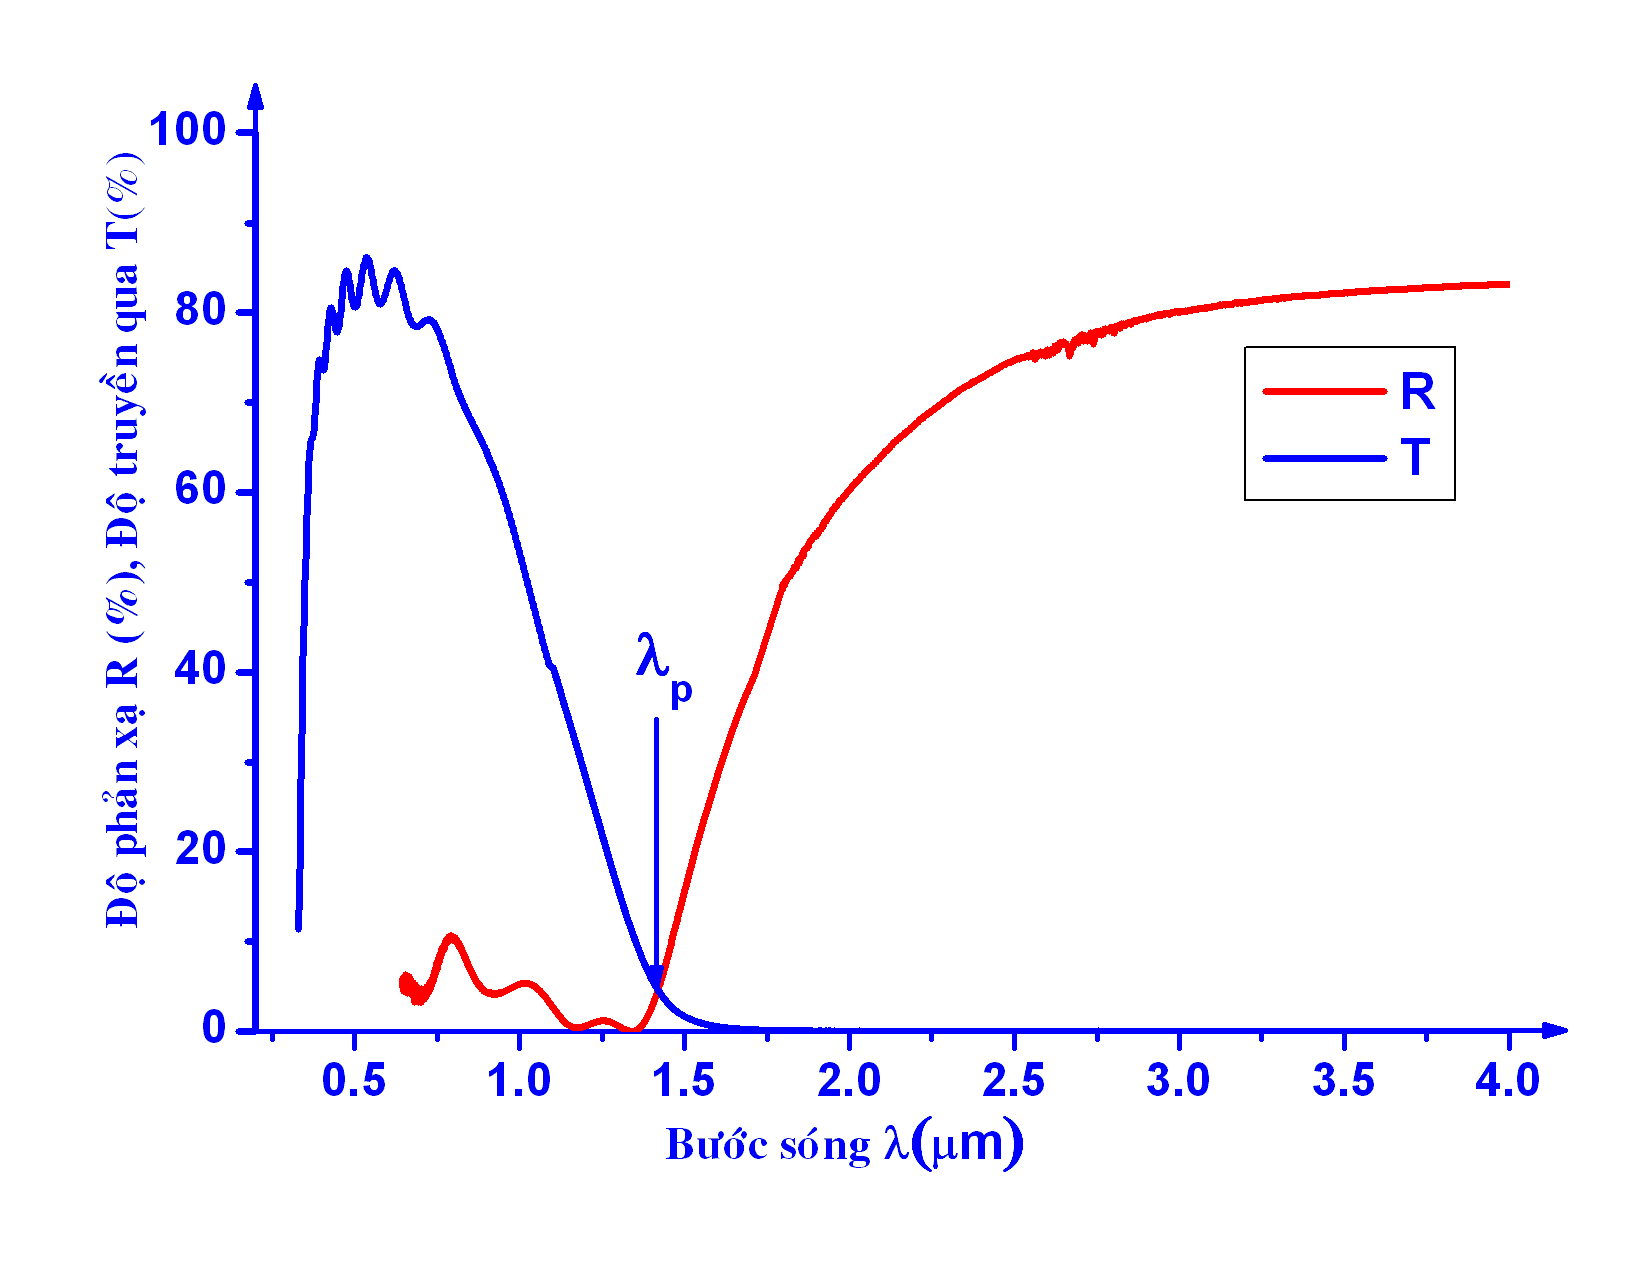 Độ phản xạ R (%), Độ truyền qua T(%)
100
80
60
40
20
0
λp
R
T
0.5 1.0 1.5 2.0 2.5 3.0 3.5 4.0
Bước sóng λ(μm)